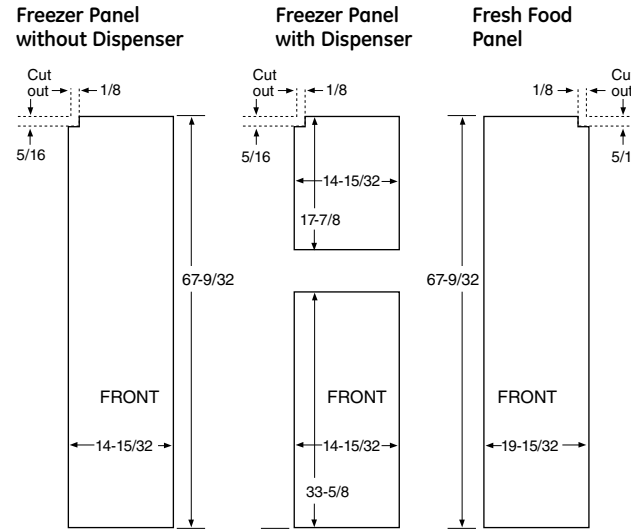 Freezer Panel
without Dispenser
Cut
out
1/8
5/16
67-9/32
FRONT
14-15/32
Freezer Panel
with Dispenser
Cut
out
1/8
5/16
14-15/32
17-7/8
FRONT
14-15/32
33-5/8
Fresh Food
Panel
1/8
67-9/32
FRONT
19-15/32
out